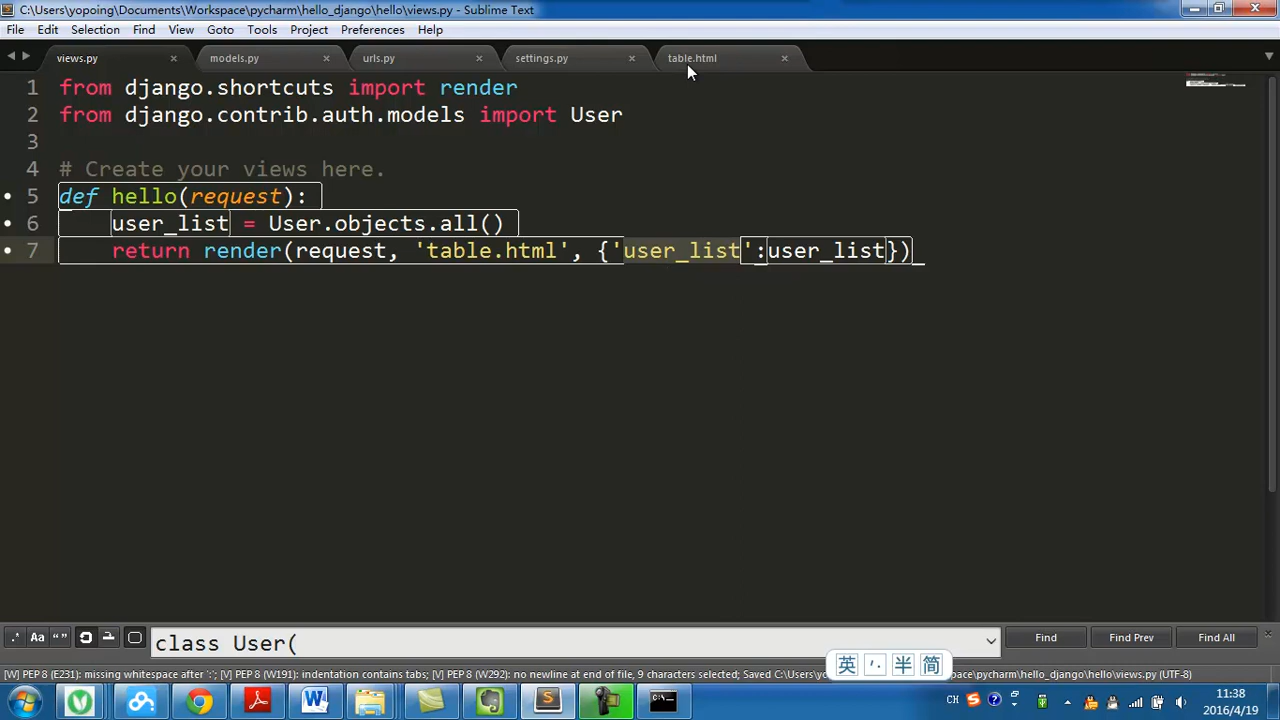 C:\Users\yopoing\Documents\Workspace\pycharm\hello_django\hello\views.py - Sublime Text
File Edit Selection Find View Goto Tools Project Preferences Help
views.py × models.py × urls.py × settings.py × table.html ×
1 from django.shortcuts import render
2 from django.contrib.auth.models import User
3
4 # Create your views here.
5 def hello(request):
6 user_list = User.objects.all()
7 return render(request, 'table.html', {'user_list':user_list})
.* Aa “” class User( Find Find Prev Find All
英 半 简
[W] PEP 8 (E231): missing whitespace after ':'; [V] PEP 8 (W191): indentation contains tabs; [V] PEP 8 (W292): no newline at end of file, 9 characters selected; Saved C:\Users\yo
pycharm\hello_django\hello\views.py (UTF-8)
CH 11:38
2016/4/19